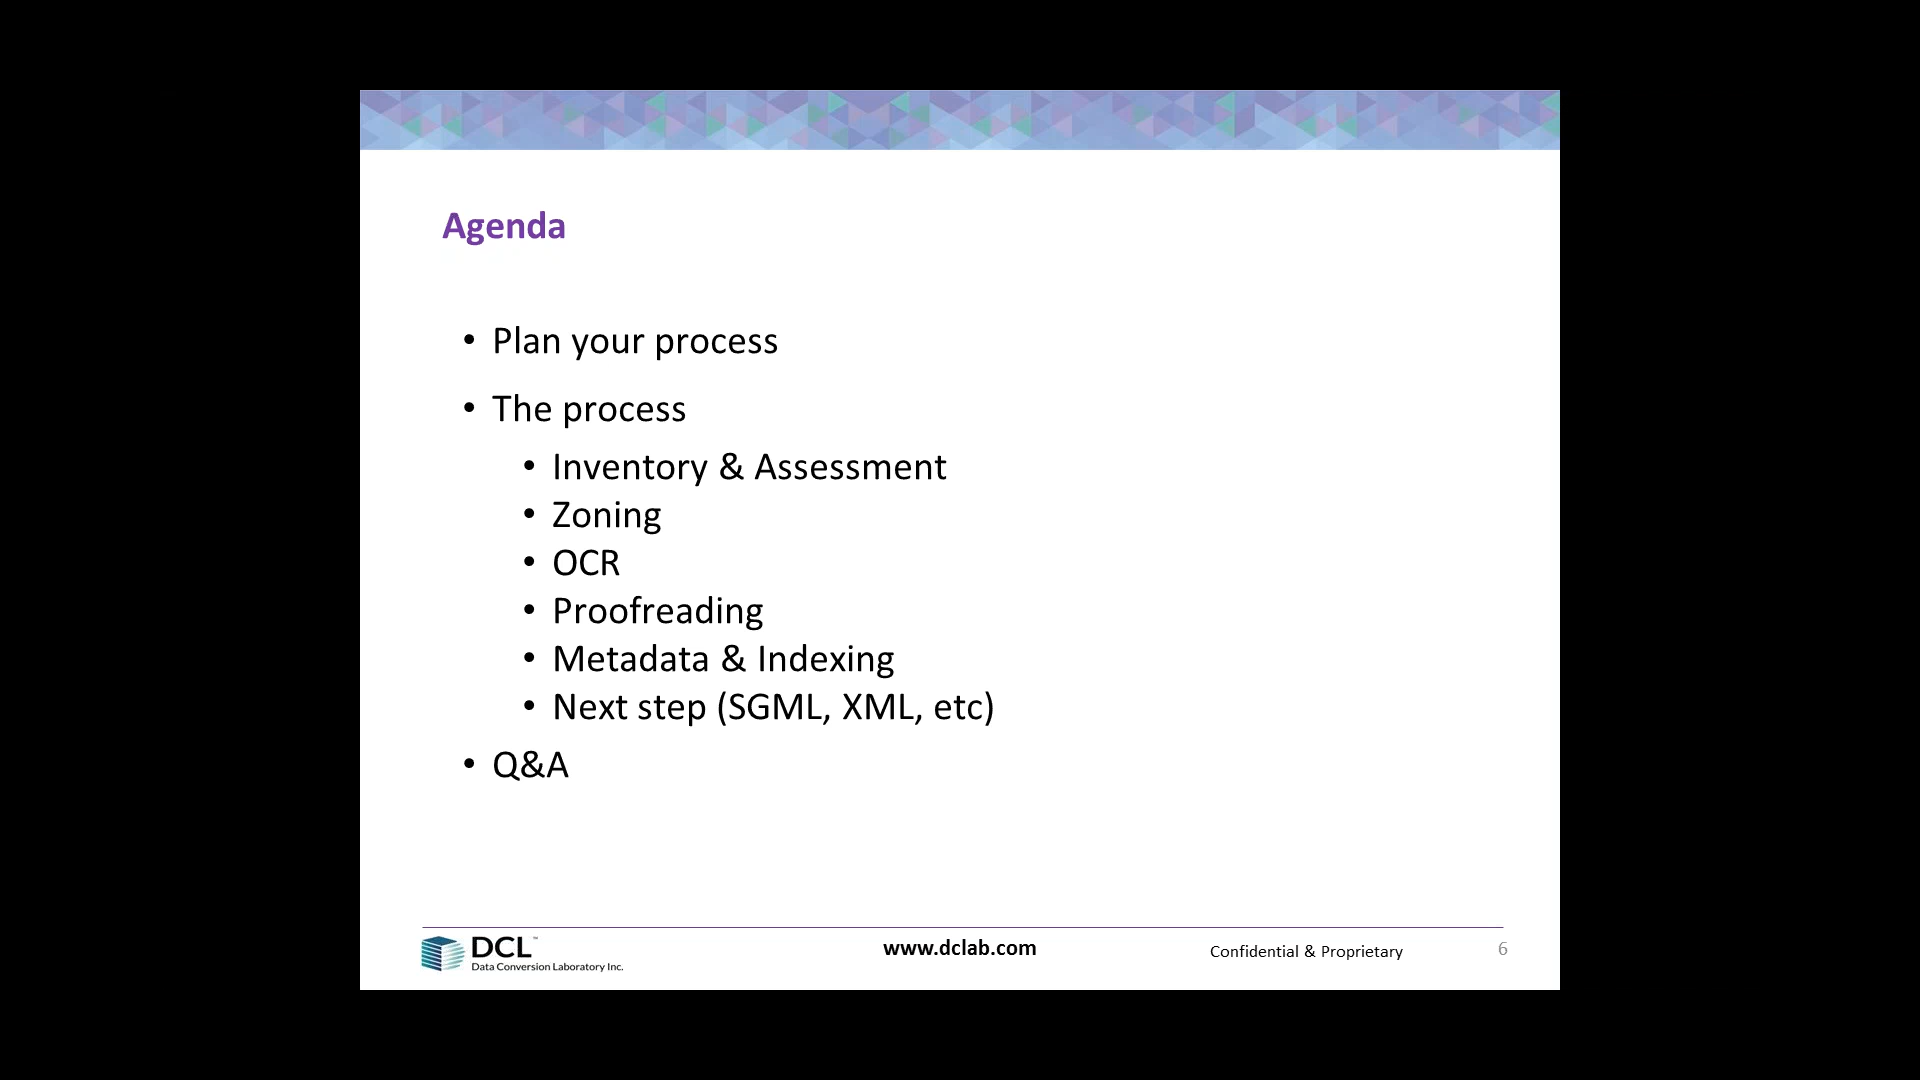 Agenda
• Plan your process
• The process
• Inventory & Assessment
• Zoning
• OCR
• Proofreading
• Metadata & Indexing
• Next step (SGML, XML, etc)
• Q&A
DCL™
Data Conversion Laboratory Inc.
www.dclab.com
Confidential & Proprietary
6